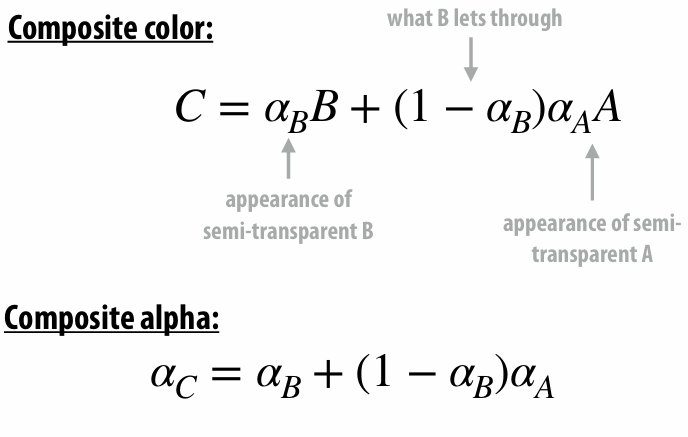 Composite color:
what B lets through
C = α_B B + (1 − α_B)α_A A
appearance of
semi-transparent B
appearance of semi-
transparent A
Composite alpha:
α_C = α_B + (1 − α_B)α_A